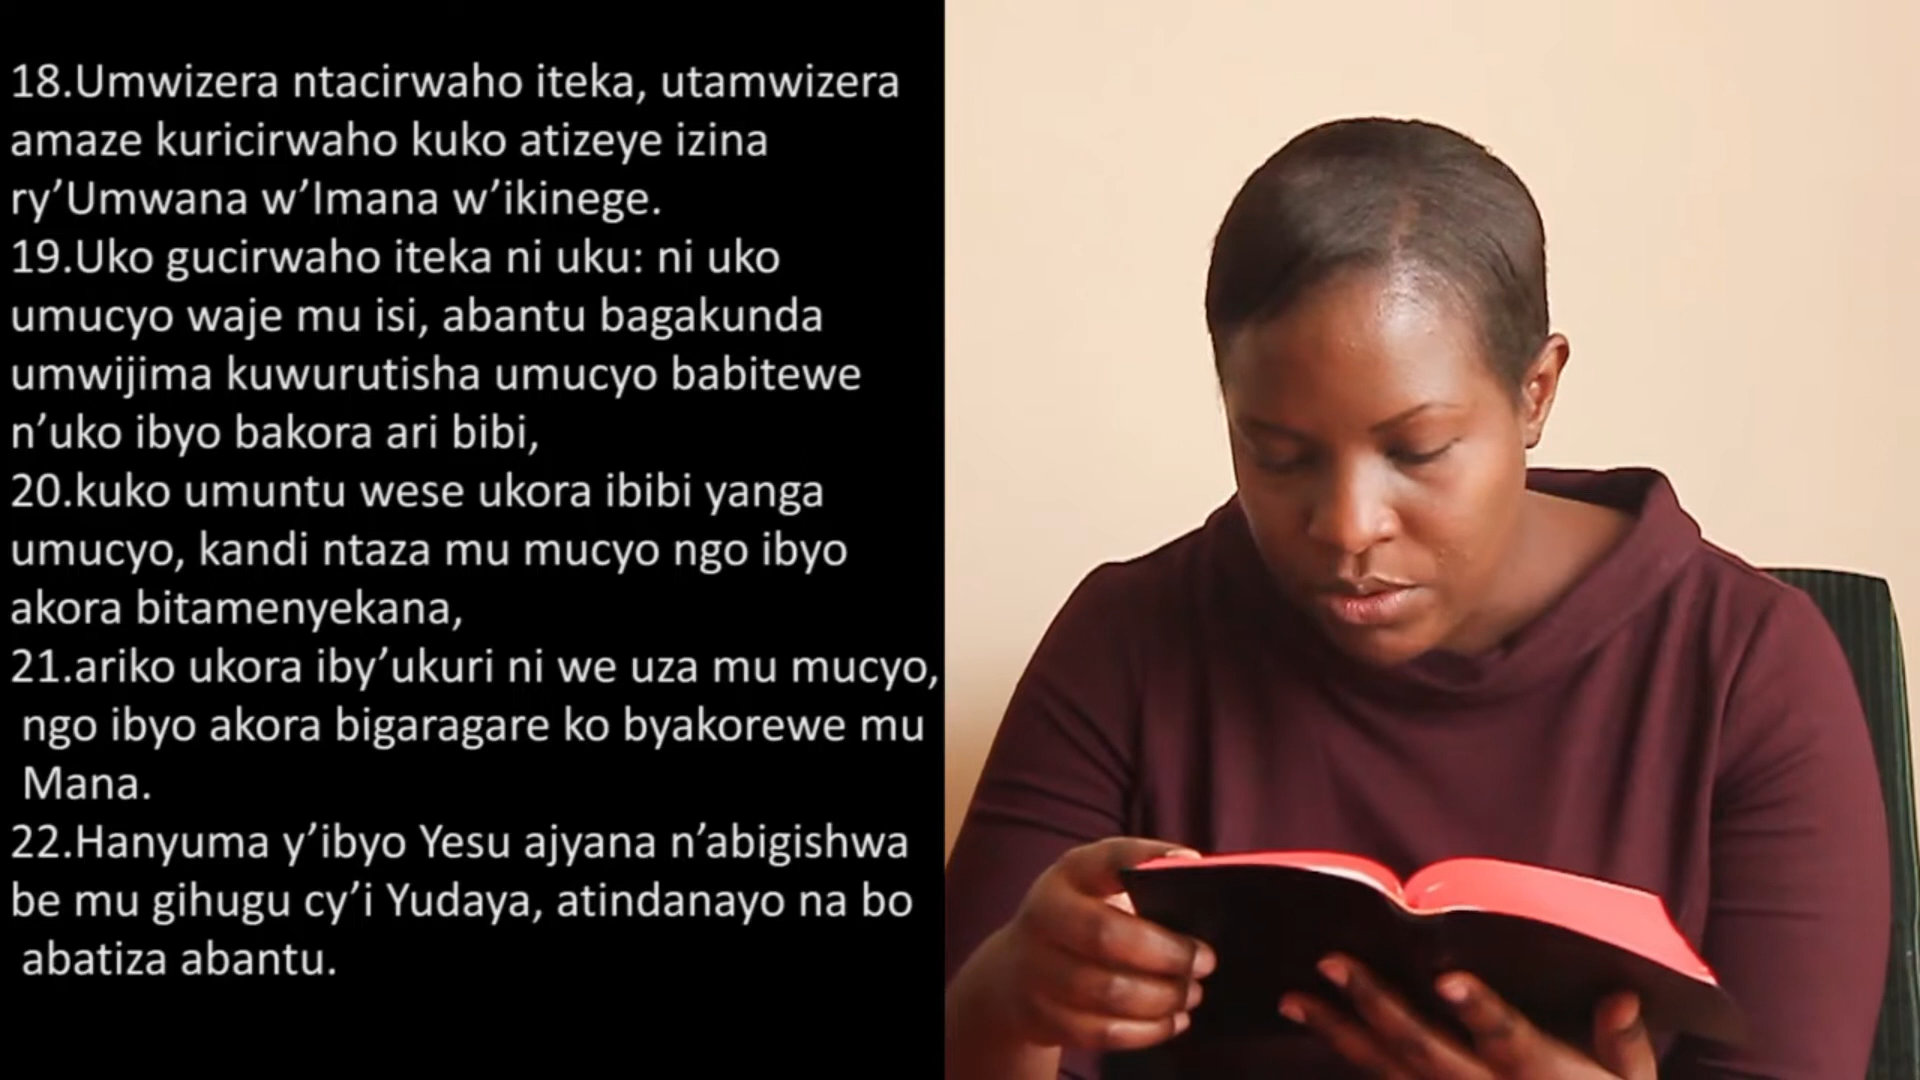 18.Umwizera ntacirwaho iteka, utamwizera
amaze kuricirwaho kuko atizeye izina
ry’Umwana w’Imana w’ikinege.
19.Uko gucirwaho iteka ni uku: ni uko
umucyo waje mu isi, abantu bagakunda
umwijima kuwurutisha umucyo babitewe
n’uko ibyo bakora ari bibi,
20.kuko umuntu wese ukora ibibi yanga
umucyo, kandi ntaza mu mucyo ngo ibyo
akora bitamenyekana,
21.ariko ukora iby’ukuri ni we uza mu mucyo,
ngo ibyo akora bigaragare ko byakorewe mu
Mana.
22.Hanyuma y’ibyo Yesu ajyana n’abigishwa
be mu gihugu cy’i Yudaya, atindanayo na bo
abatiza abantu.